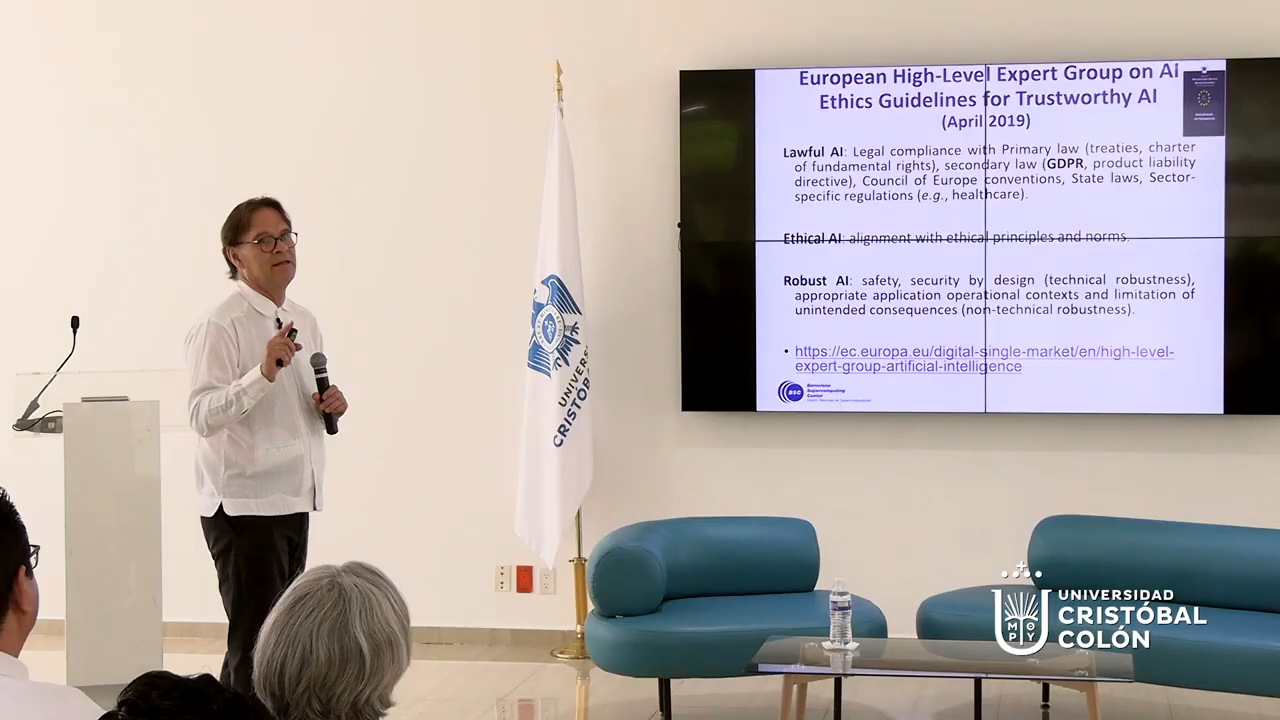 European High-Level Expert Group on AI
Ethics Guidelines for Trustworthy AI
(April 2019)
Lawful AI: Legal compliance with Primary law (treaties, charter
of fundamental rights), secondary law (GDPR, product liability
directive), Council of Europe conventions, State laws, Sector-
specific regulations (e.g., healthcare).
Ethical AI: alignment with ethical principles and norms.
Robust AI: safety, security by design (technical robustness),
appropriate application operational contexts and limitation of
unintended consequences (non-technical robustness).
• https://ec.europa.eu/digital-single-market/en/high-level-
expert-group-artificial-intelligence
BSC
Barcelona
Supercomputing
Center
UNIVERS
CRISTÓB
UNIVERSIDAD
CRISTÓBAL
COLÓN